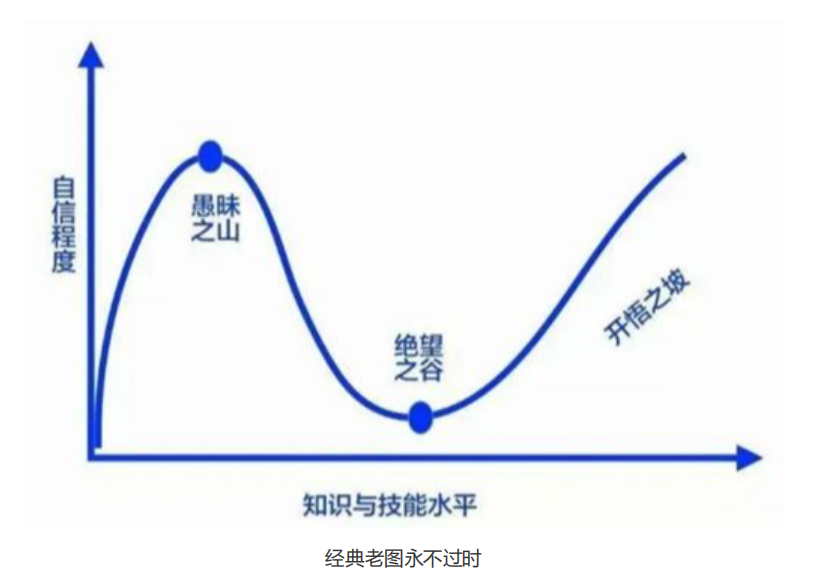 自信程度
愚昧
之山
绝望
之谷
开悟之坡
知识与技能水平
经典老图永不过时